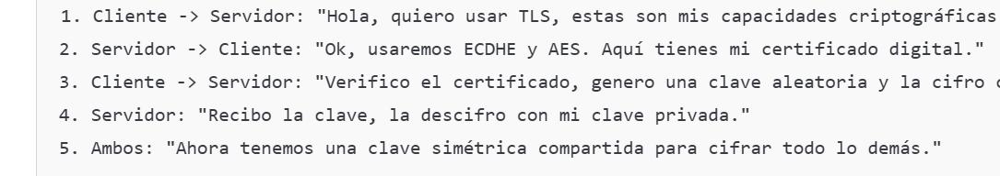 1. Cliente -> Servidor: "Hola, quiero usar TLS, estas son mis capacidades criptográficas
2. Servidor -> Cliente: "Ok, usaremos ECDHE y AES. Aquí tienes mi certificado digital."
3. Cliente -> Servidor: "Verifico el certificado, genero una clave aleatoria y la cifro
4. Servidor: "Recibo la clave, la descifro con mi clave privada."
5. Ambos: "Ahora tenemos una clave simétrica compartida para cifrar todo lo demás."